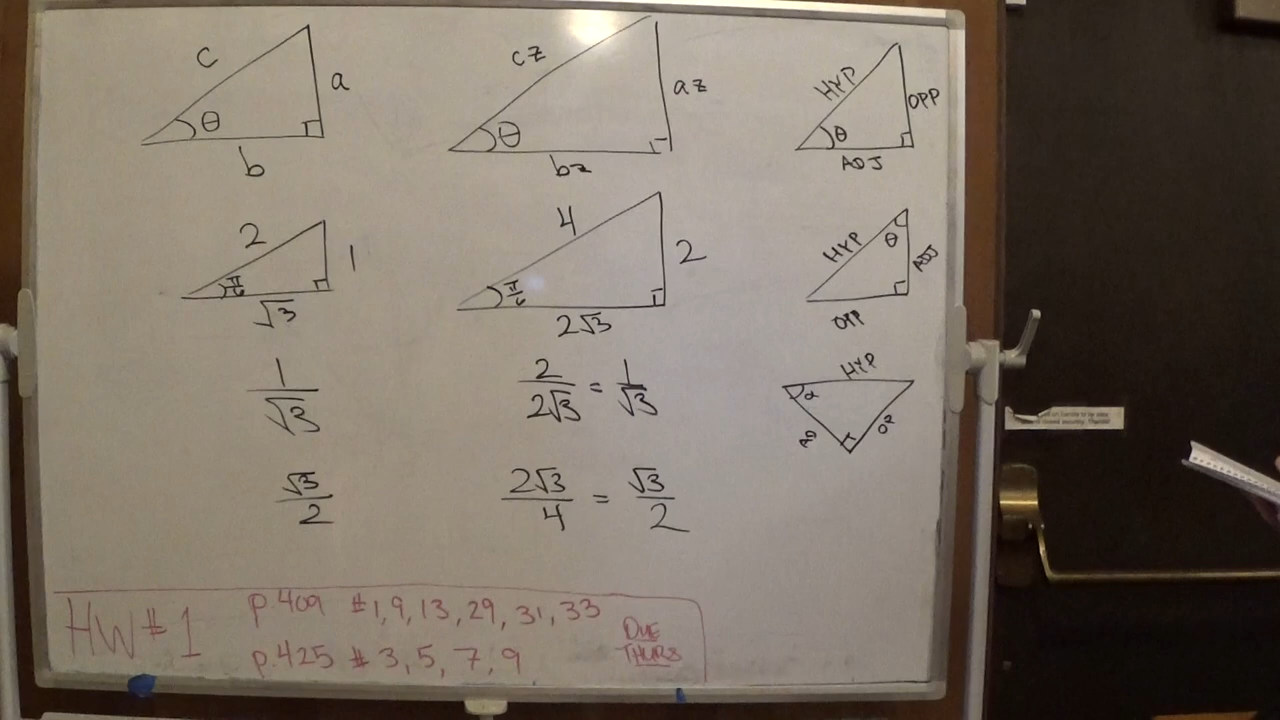 c
θ
a
b
cz
θ
az
bz
HYP
OPP
θ
ADJ
2
π/6
1
√3
4
π/6
2
2√3
HYP
θ
ADJ
OPP
1/√3
2/2√3 = 1/√3
HYP
α
AD
OP
√3/2
2√3/4 = √3/2
HW#1
p.409 #1, 9, 13, 29, 31, 33
p.425 # 3, 5, 7, 9
DUE
THURS